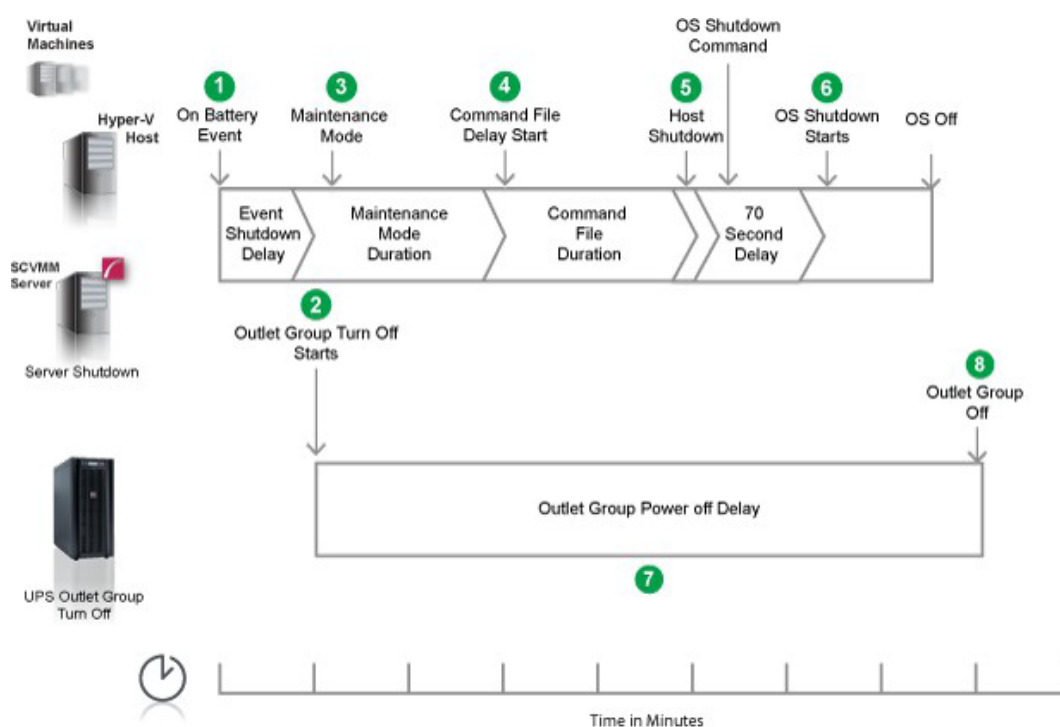 Virtual
Machines
Hyper-V
Host
SCVMM
Server
Server Shutdown
UPS Outlet Group
Turn Off
1
On Battery
Event
3
Maintenance
Mode
4
Command File
Delay Start
5
Host
Shutdown
OS Shutdown
Command
6
OS Shutdown
Starts
OS Off
Event
Shutdown
Delay
Maintenance
Mode
Duration
Command
File
Duration
70
Second
Delay
2
Outlet Group Turn Off
Starts
8
Outlet Group
Off
Outlet Group Power off Delay
7
Time in Minutes